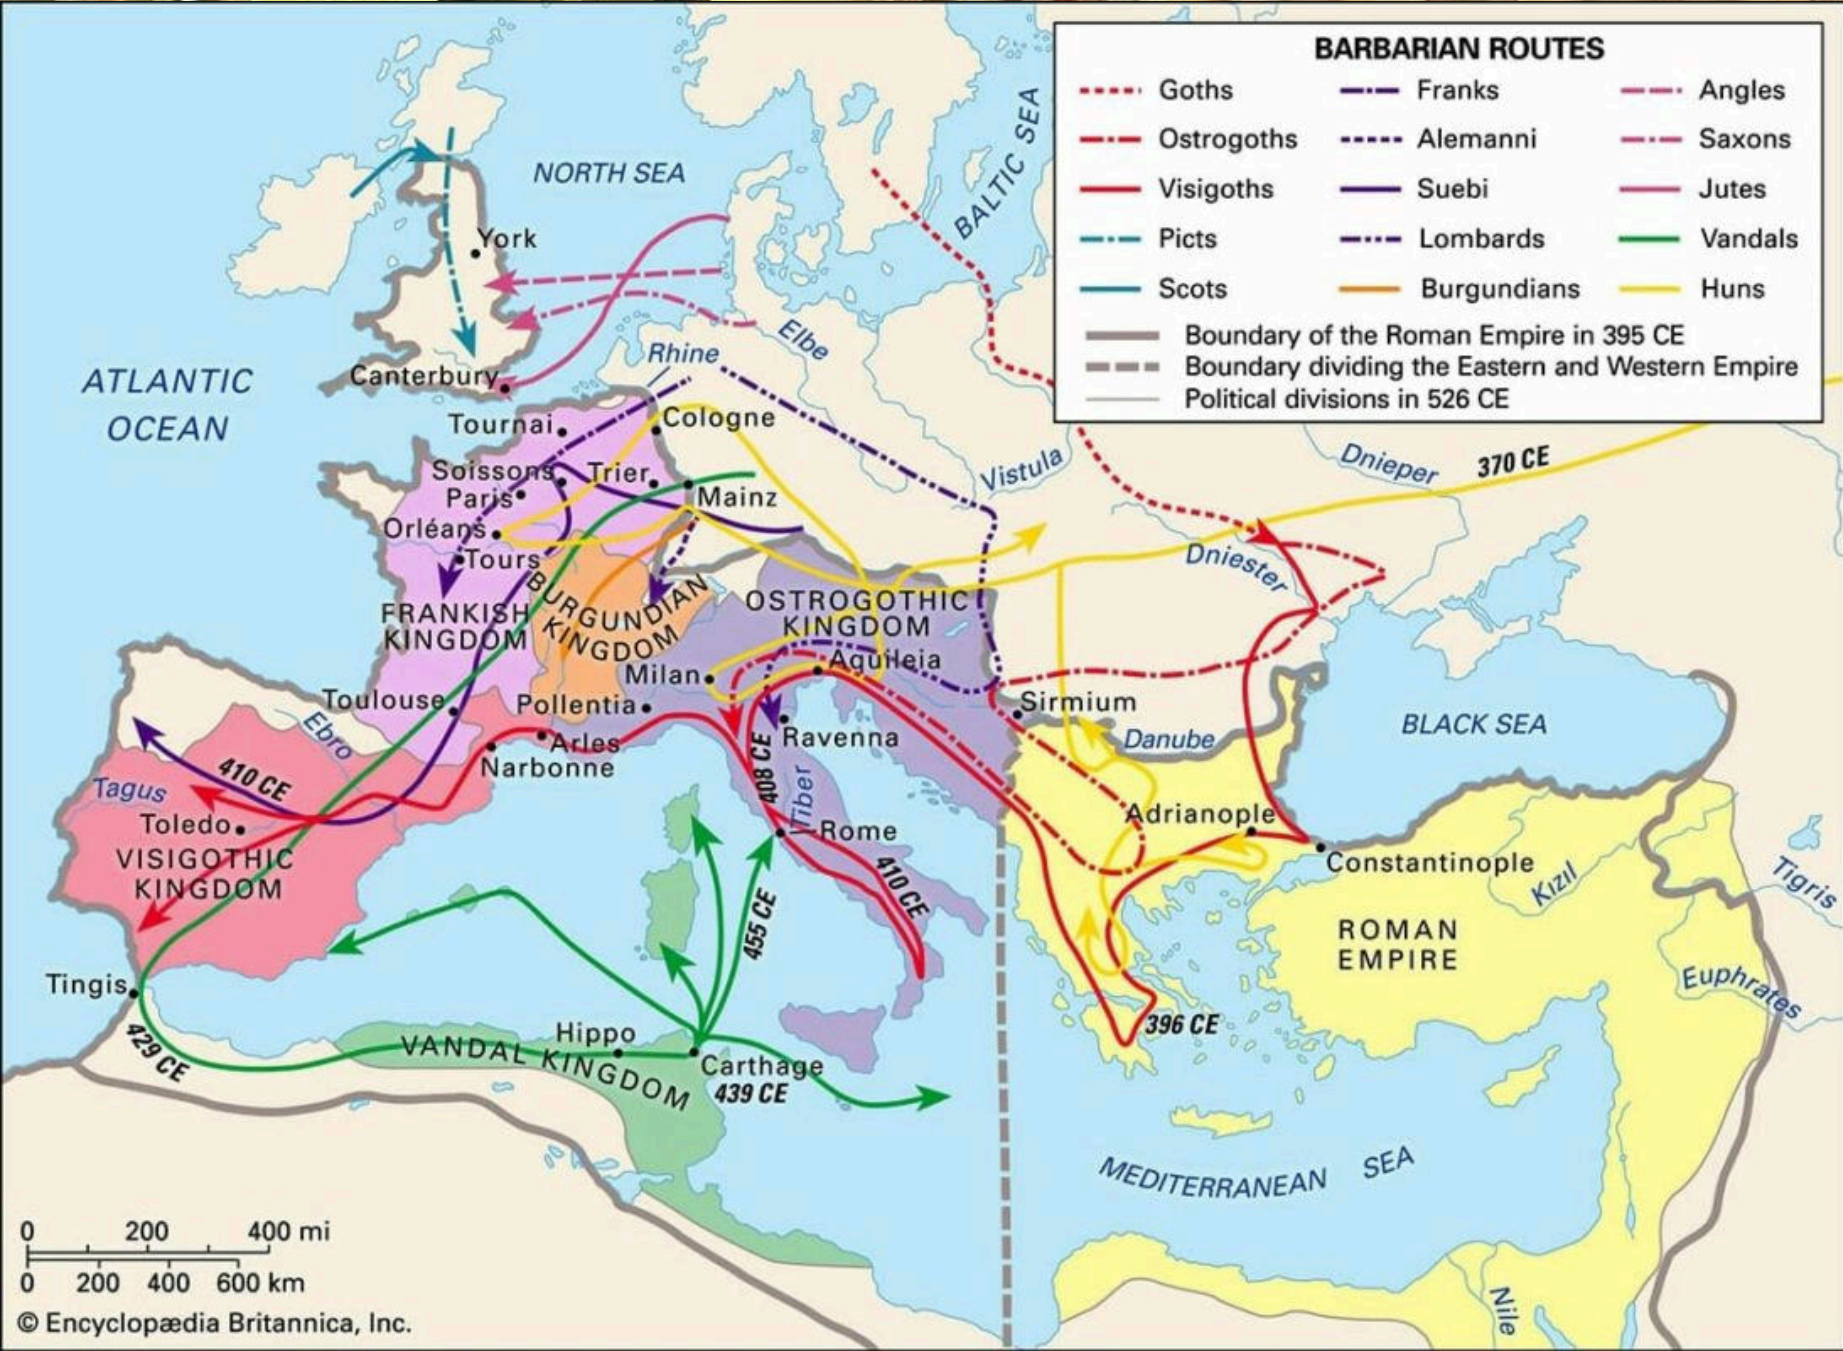 BARBARIAN ROUTES
Goths
Ostrogoths
Visigoths
Picts
Scots
Franks
Alemanni
Suebi
Lombards
Burgundians
Angles
Saxons
Jutes
Vandals
Huns
Boundary of the Roman Empire in 395 CE
Boundary dividing the Eastern and Western Empire
Political divisions in 526 CE
NORTH SEA
BALTIC SEA
York
Elbe
Rhine
ATLANTIC
OCEAN
Canterbury
Tournai
Cologne
Vistula
Dnieper
370 CE
Soissons
Trier
Paris
Mainz
Orléans
Tours
Dniester
FRANKISH
KINGDOM
BURGUNDIAN
KINGDOM
OSTROGOTHIC
KINGDOM
Milan
Aquileia
Toulouse
Pollentia
Sirmium
Ebro
Arles
Ravenna
Danube
BLACK SEA
Narbonne
410 CE
Tagus
408 CE
Tiber
Toledo
Rome
Adrianople
VISIGOTHIC
KINGDOM
410 CE
Constantinople
Kızıl
Tigris
455 CE
ROMAN
EMPIRE
Tingis
Euphrates
429 CE
Hippo
396 CE
VANDAL KINGDOM
Carthage
439 CE
MEDITERRANEAN SEA
0 200 400 mi
0 200 400 600 km
Nile
© Encyclopædia Britannica, Inc.